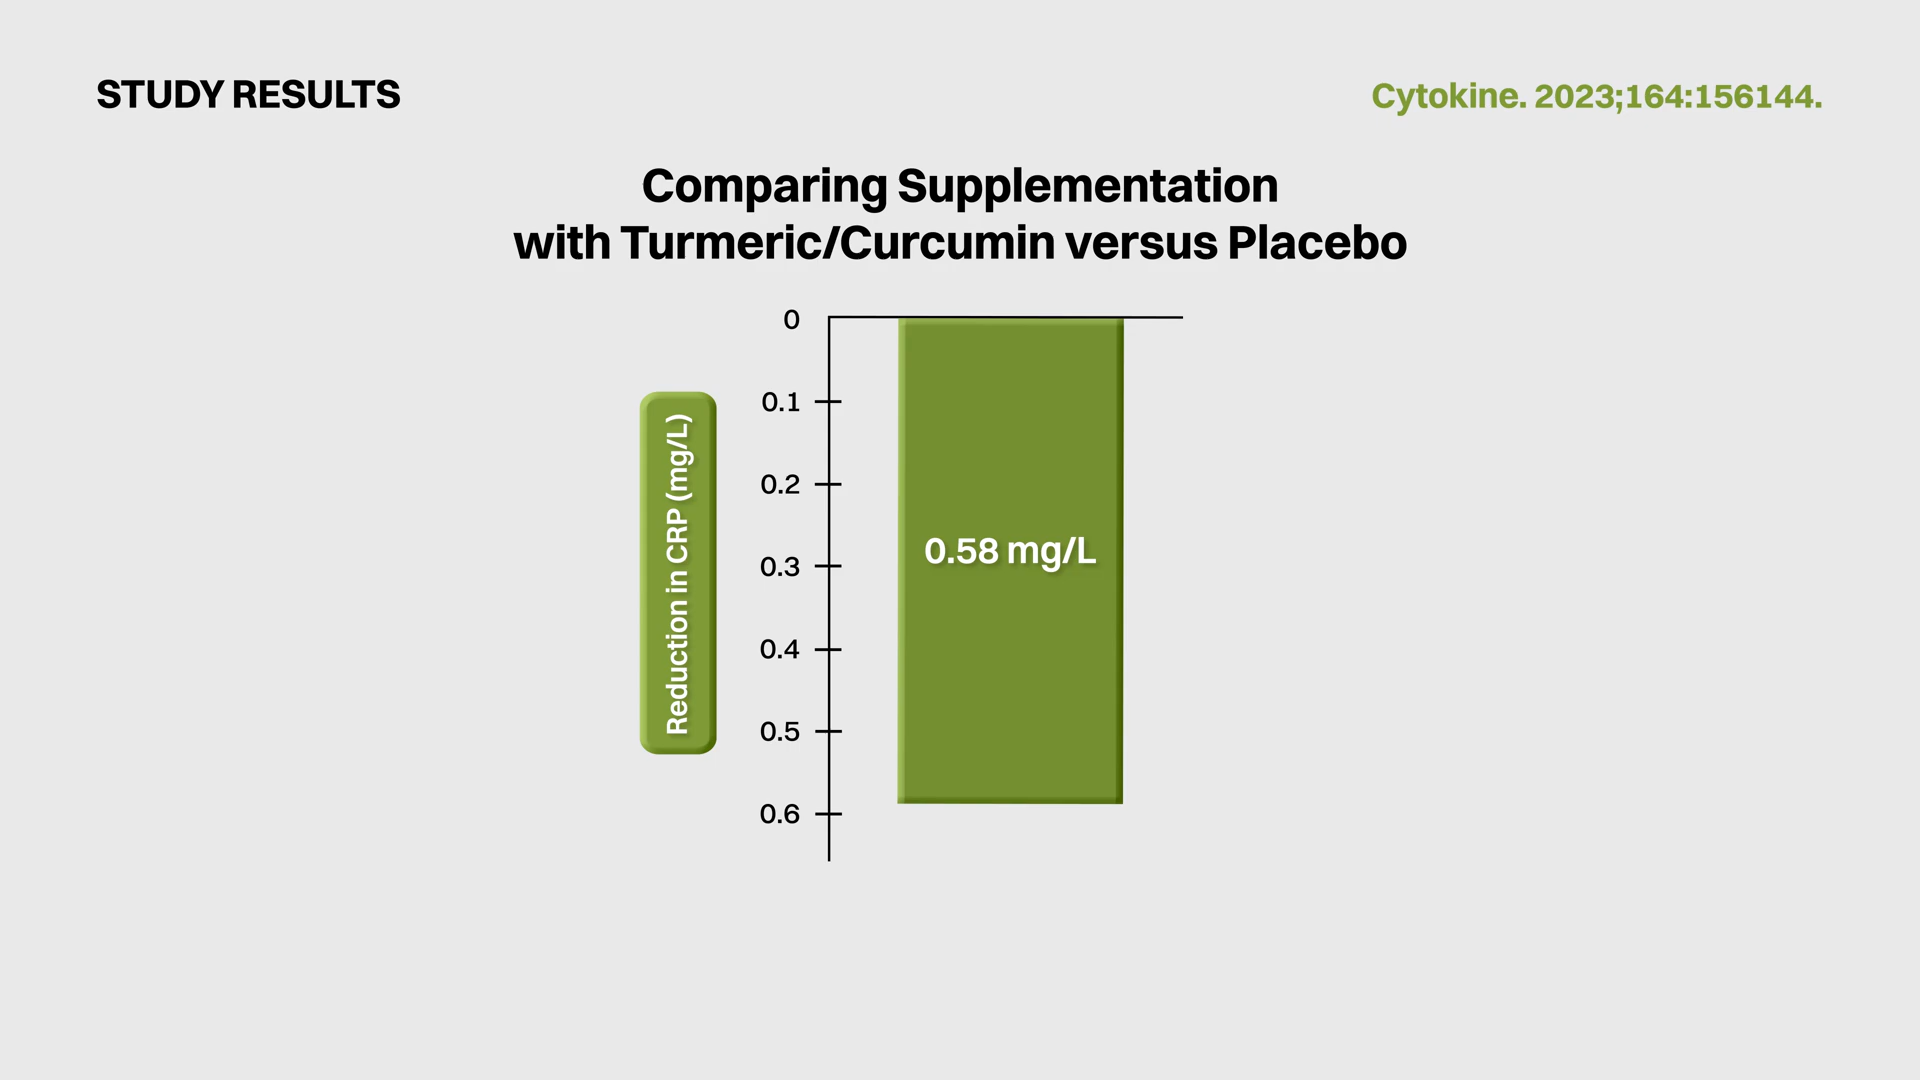 STUDY RESULTS
Cytokine. 2023;164:156144.
Comparing Supplementation
with Turmeric/Curcumin versus Placebo
Reduction in CRP (mg/L)
0
0.1
0.2
0.3
0.4
0.5
0.6
0.58 mg/L